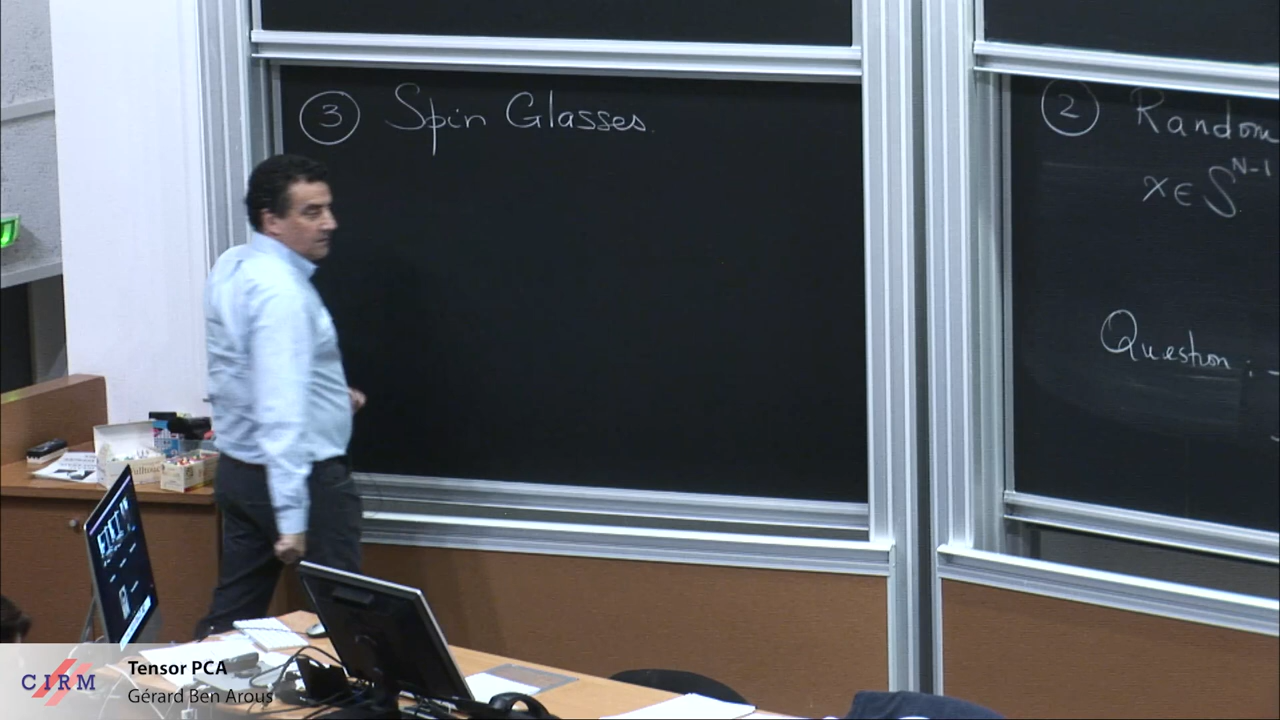 ③ Spin Glasses.
② Random
x ∈ S^{N-1}
Question : -
CIRM
Tensor PCA
Gérard Ben Arous